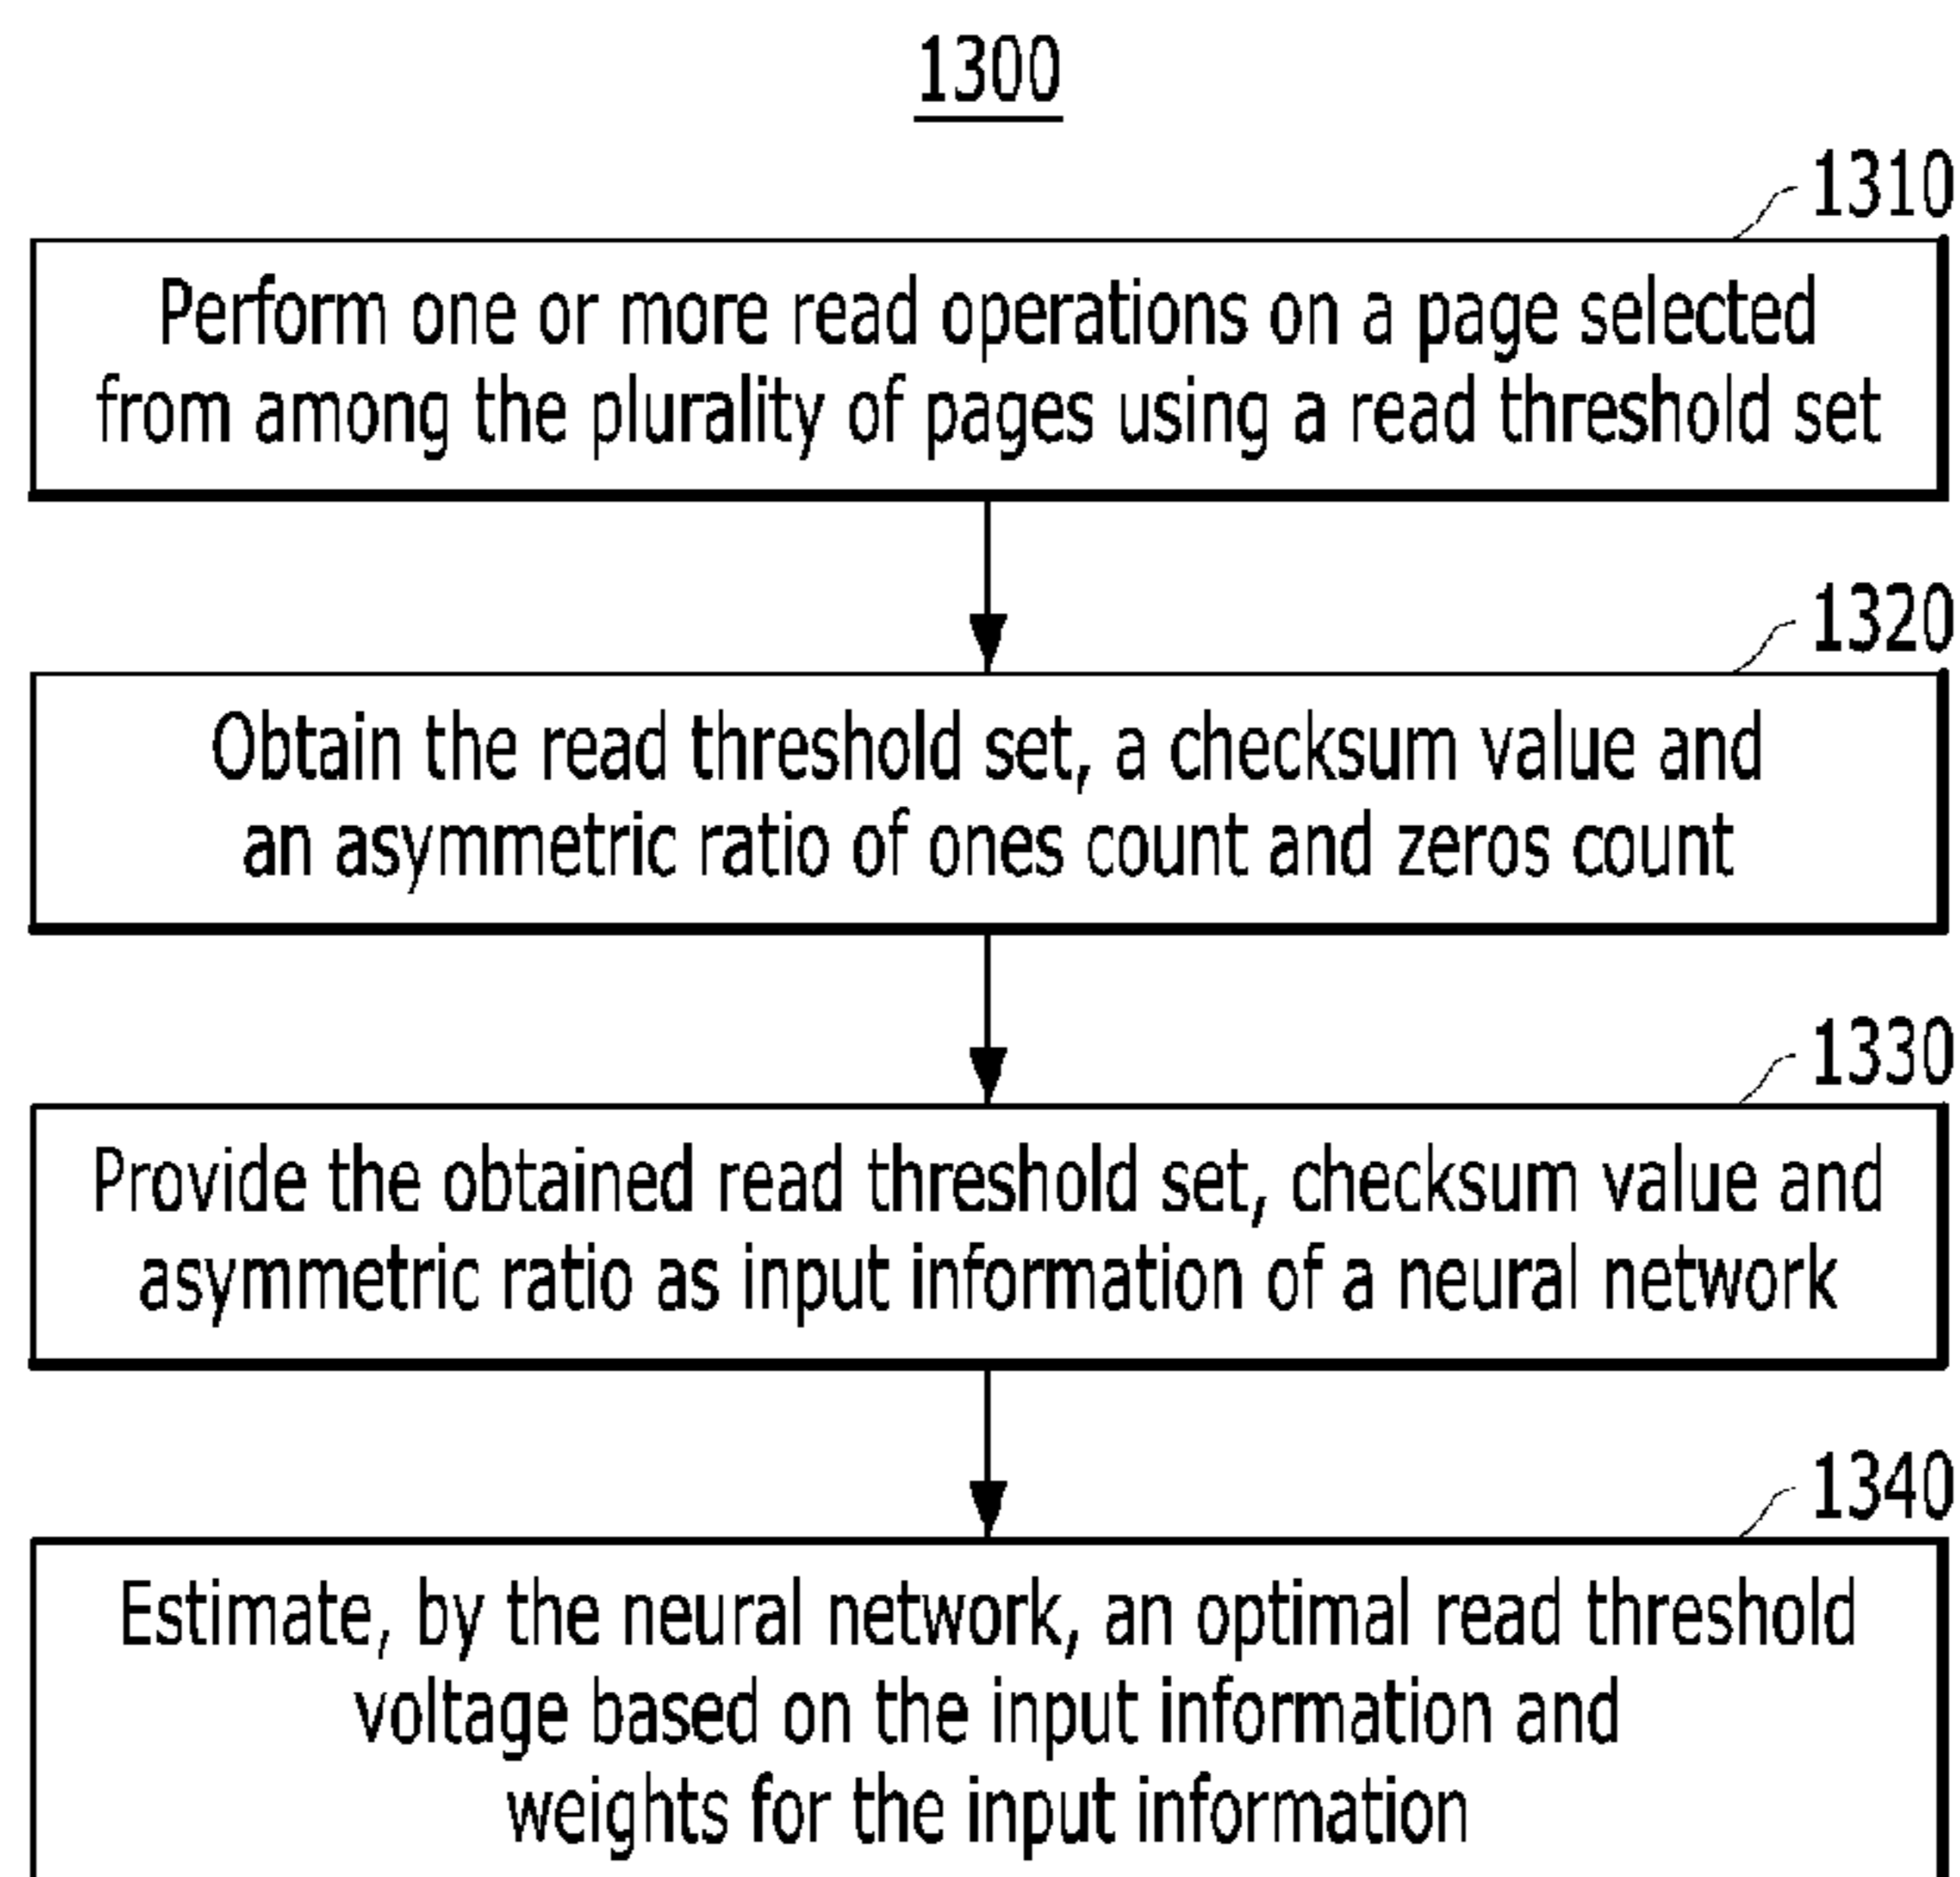 1300
1310
Perform one or more read operations on a page selected
from among the plurality of pages using a read threshold set
1320
Obtain the read threshold set, a checksum value and
an asymmetric ratio of ones count and zeros count
1330
Provide the obtained read threshold set, checksum value and
asymmetric ratio as input information of a neural network
1340
Estimate, by the neural network, an optimal read threshold
voltage based on the input information and
weights for the input information